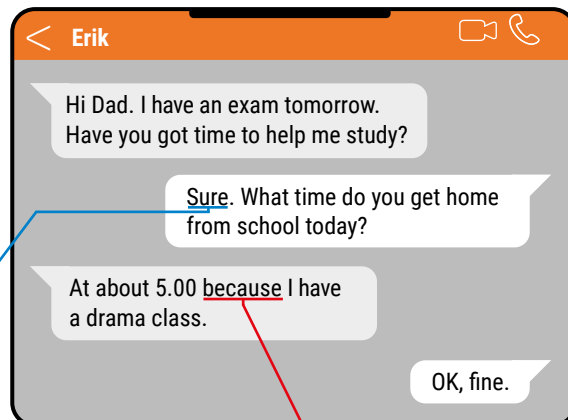 Erik
Hi Dad. I have an exam tomorrow.
Have you got time to help me study?
Sure. What time do you get home
from school today?
At about 5.00 because I have
a drama class.
OK, fine.